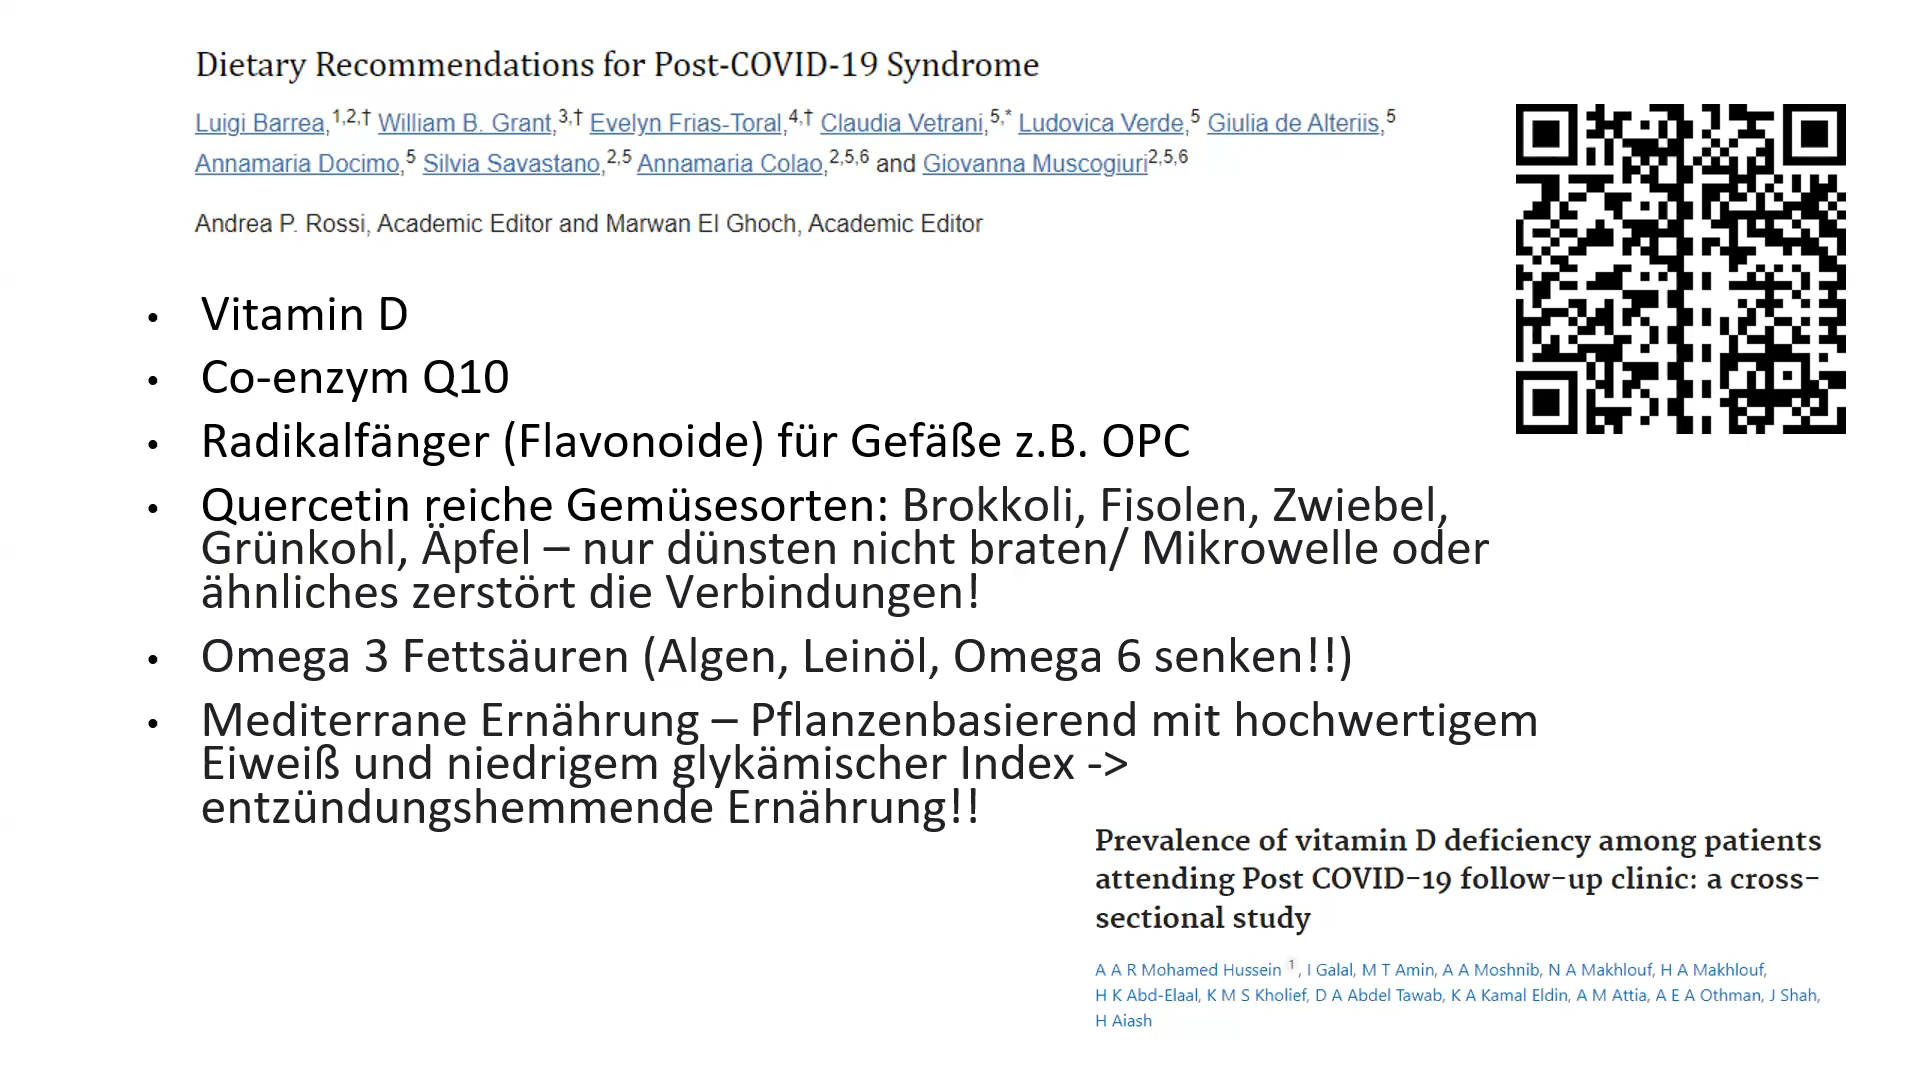 Dietary Recommendations for Post-COVID-19 Syndrome
Luigi Barrea,1,2,† William B. Grant,3,† Evelyn Frias-Toral,4,† Claudia Vetrani,5,* Ludovica Verde,5 Giulia de Alteriis,5
Annamaria Docimo,5 Silvia Savastano,2,5 Annamaria Colao,2,5,6 and Giovanna Muscogiuri2,5,6
Andrea P. Rossi, Academic Editor and Marwan El Ghoch, Academic Editor
• Vitamin D
• Co-enzym Q10
• Radikalfänger (Flavonoide) für Gefäße z.B. OPC
• Quercetin reiche Gemüsesorten: Brokkoli, Fisolen, Zwiebel,
Grünkohl, Äpfel – nur dünsten nicht braten/ Mikrowelle oder
ähnliches zerstört die Verbindungen!
• Omega 3 Fettsäuren (Algen, Leinöl, Omega 6 senken!!)
• Mediterrane Ernährung – Pflanzenbasierend mit hochwertigem
Eiweiß und niedrigem glykämischer Index ->
entzündungshemmende Ernährung!!
Prevalence of vitamin D deficiency among patients
attending Post COVID-19 follow-up clinic: a cross-
sectional study
A A R Mohamed Hussein 1, I Galal, M T Amin, A A Moshnib, N A Makhlouf, H A Makhlouf,
H K Abd-Elaal, K M S Kholief, D A Abdel Tawab, K A Kamal Eldin, A M Attia, A E A Othman, J Shah,
H Aiash